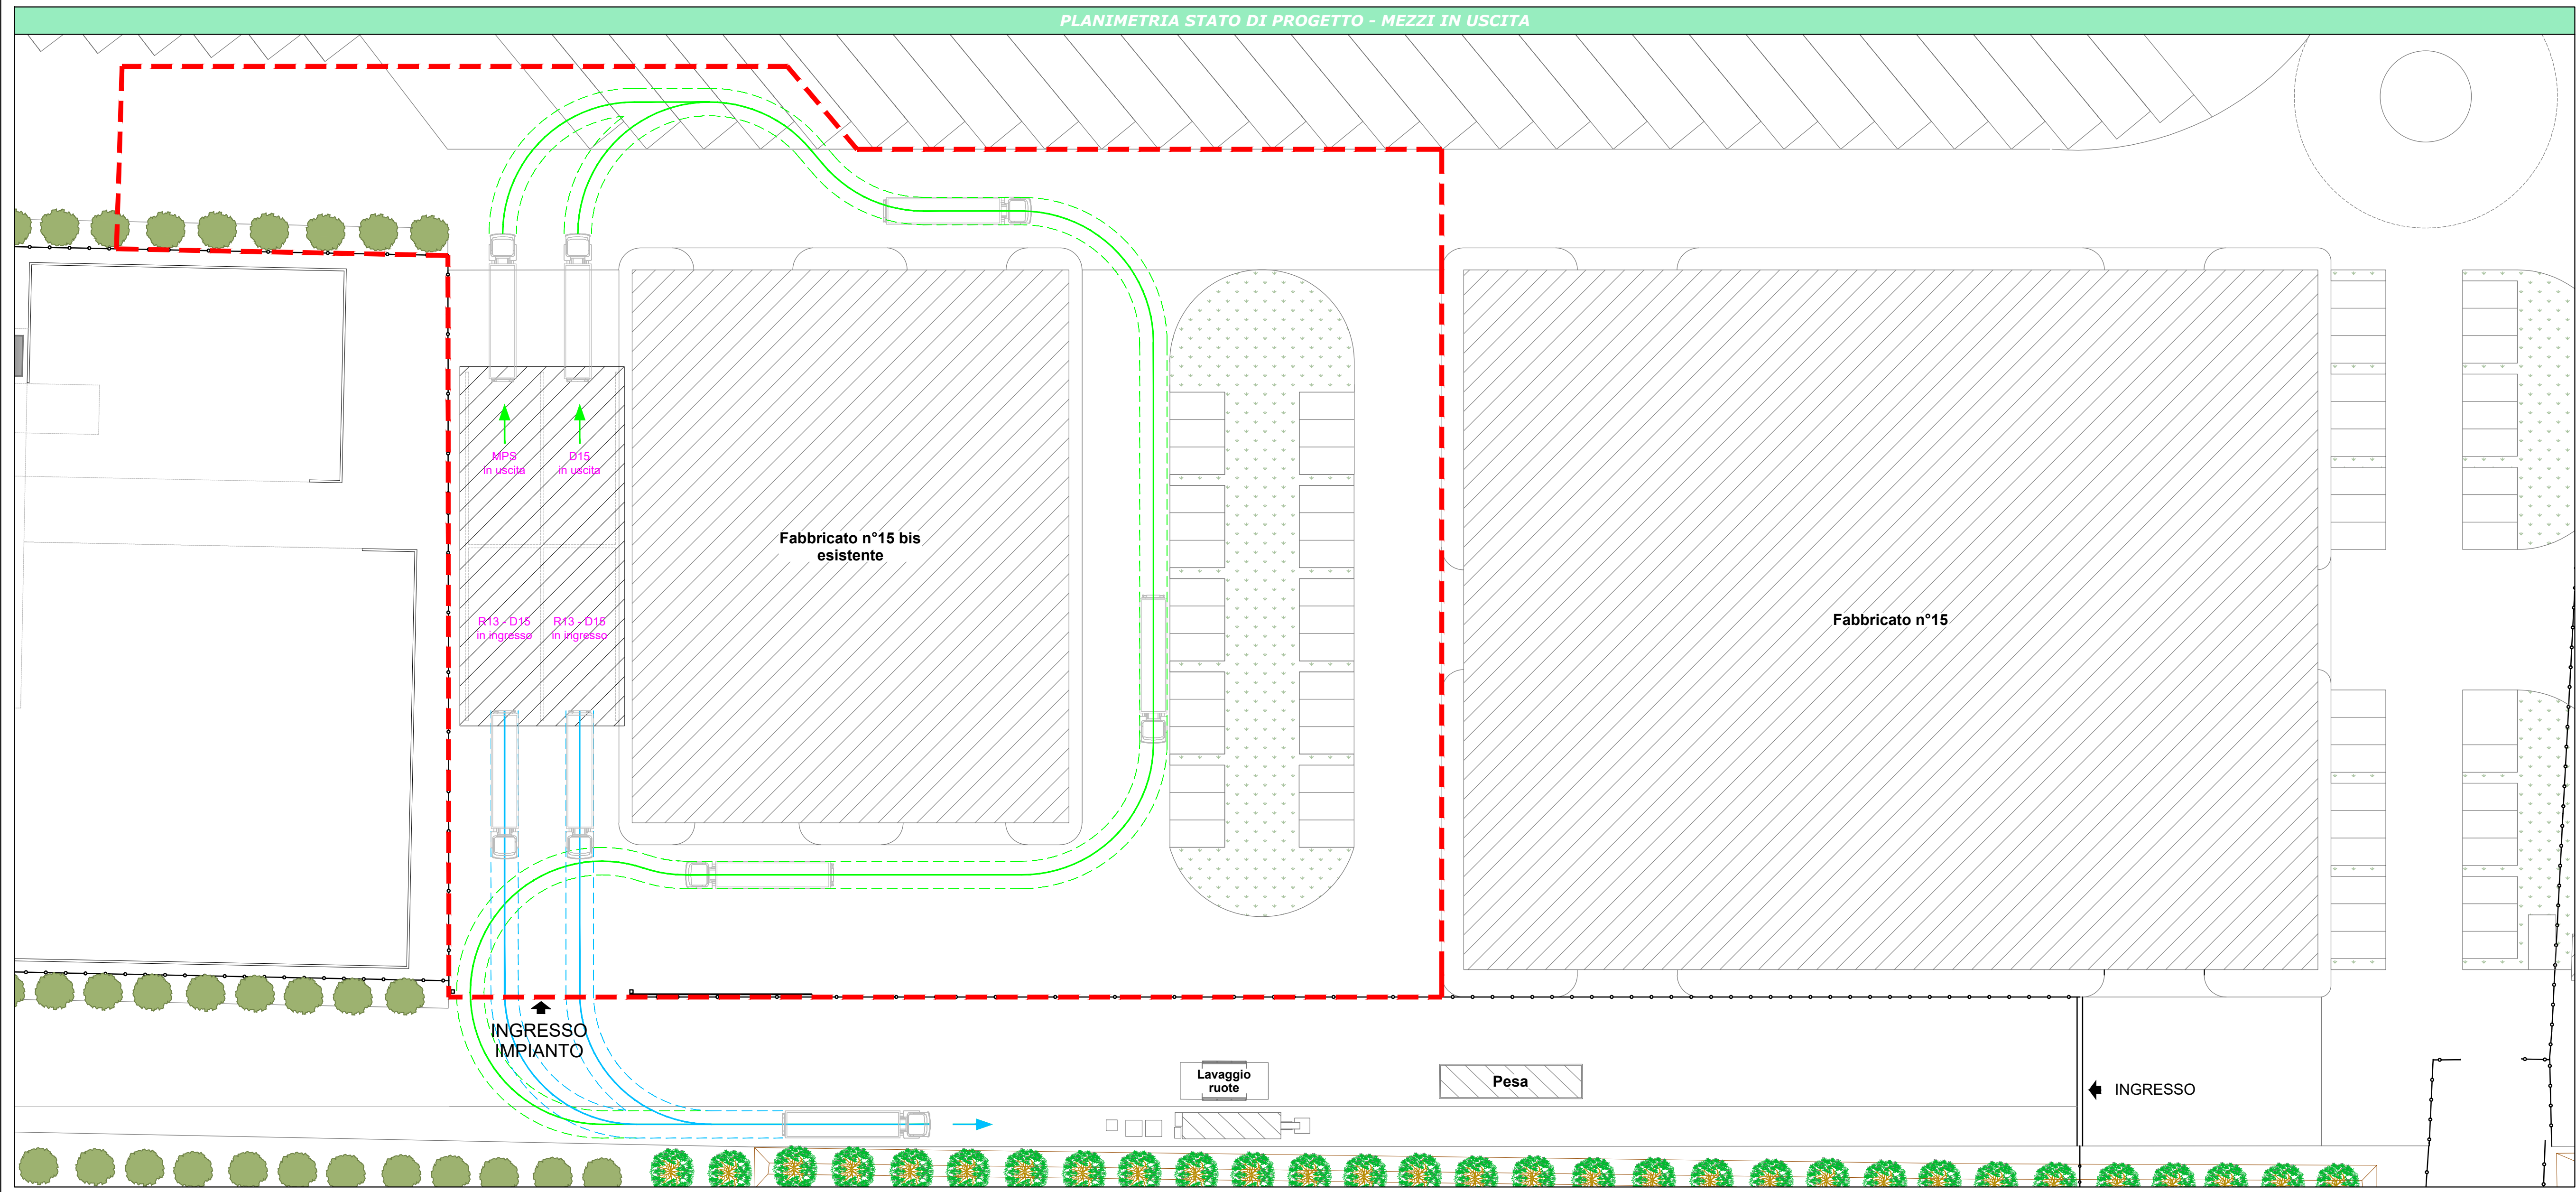 PLANIMETRIA STATO DI PROGETTO - MEZZI IN USCITA
MPS
in uscita
D15
in uscita
Fabbricato n°15 bis
esistente
R13 - D15
in ingresso
R13 - D15
in ingresso
Fabbricato n°15
INGRESSO
IMPIANTO
Lavaggio
ruote
Pesa
INGRESSO